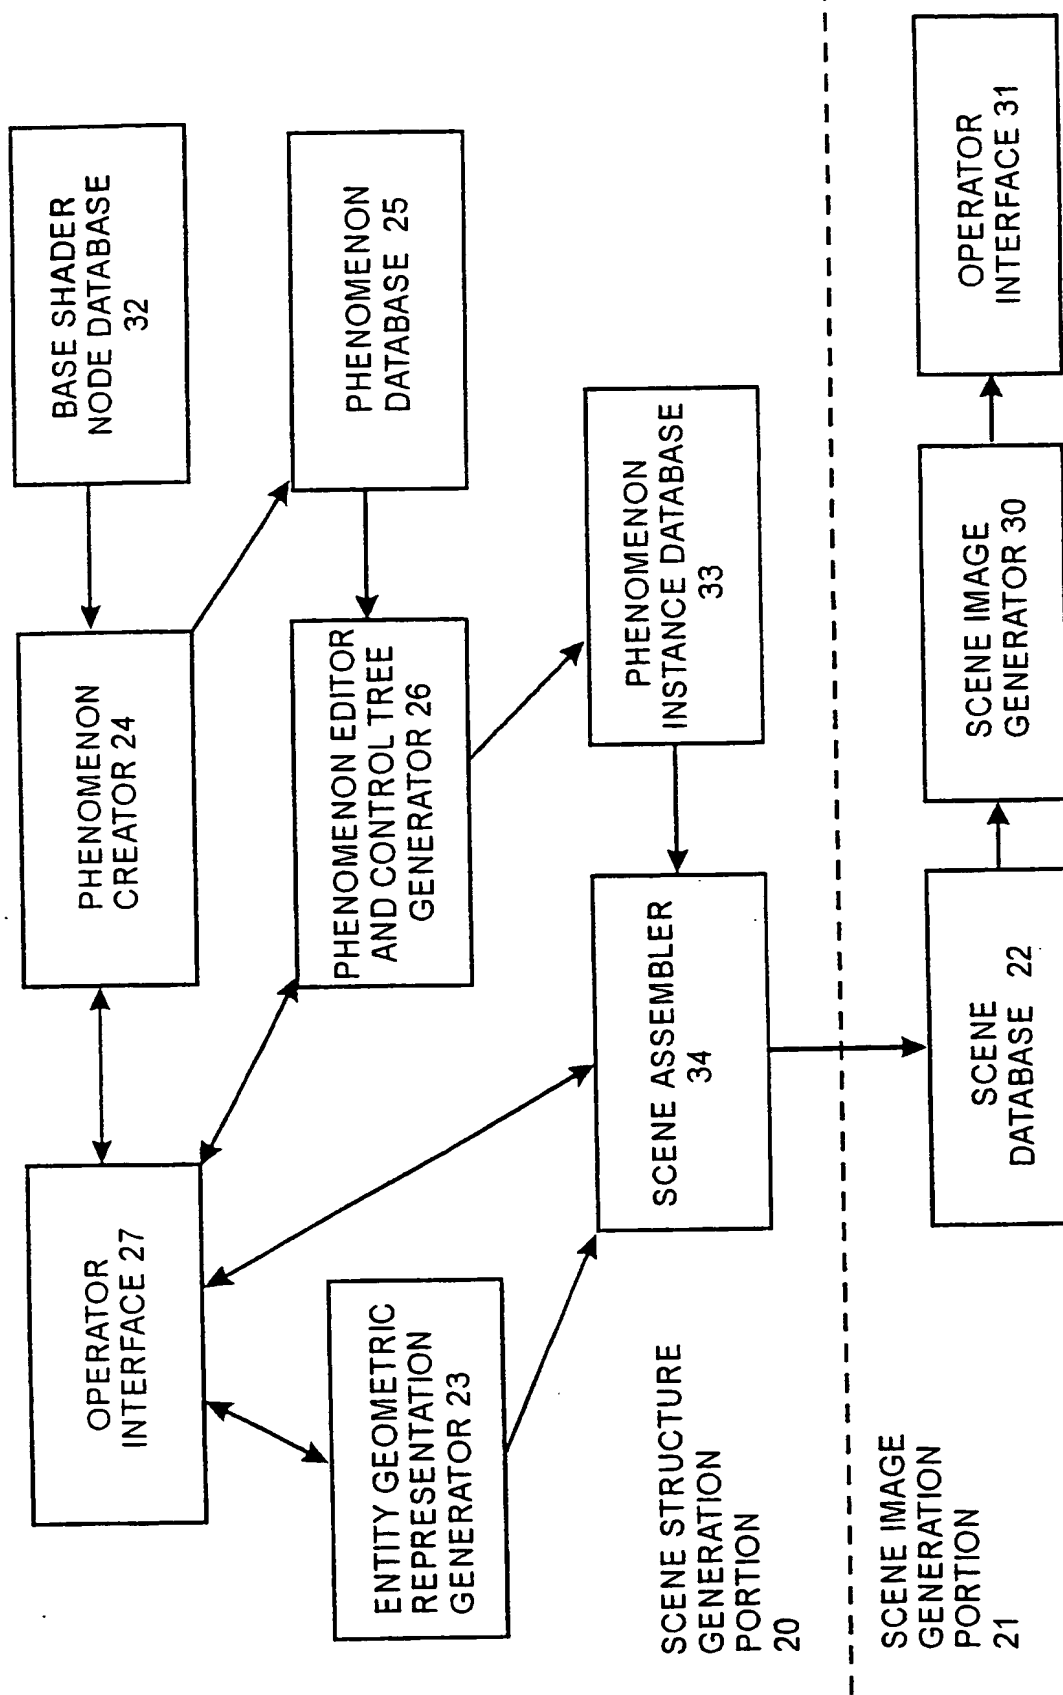 OPERATOR
INTERFACE 27
PHENOMENON
CREATOR 24
BASE SHADER
NODE DATABASE
32
ENTITY GEOMETRIC
REPRESENTATION
GENERATOR 23
PHENOMENON EDITOR
AND CONTROL TREE
GENERATOR 26
PHENOMENON
DATABASE 25
SCENE ASSEMBLER
34
PHENOMENON
INSTANCE DATABASE
33
SCENE STRUCTURE
GENERATION
PORTION
20
SCENE IMAGE
GENERATION
PORTION
21
SCENE
DATABASE 22
SCENE IMAGE
GENERATOR 30
OPERATOR
INTERFACE 31